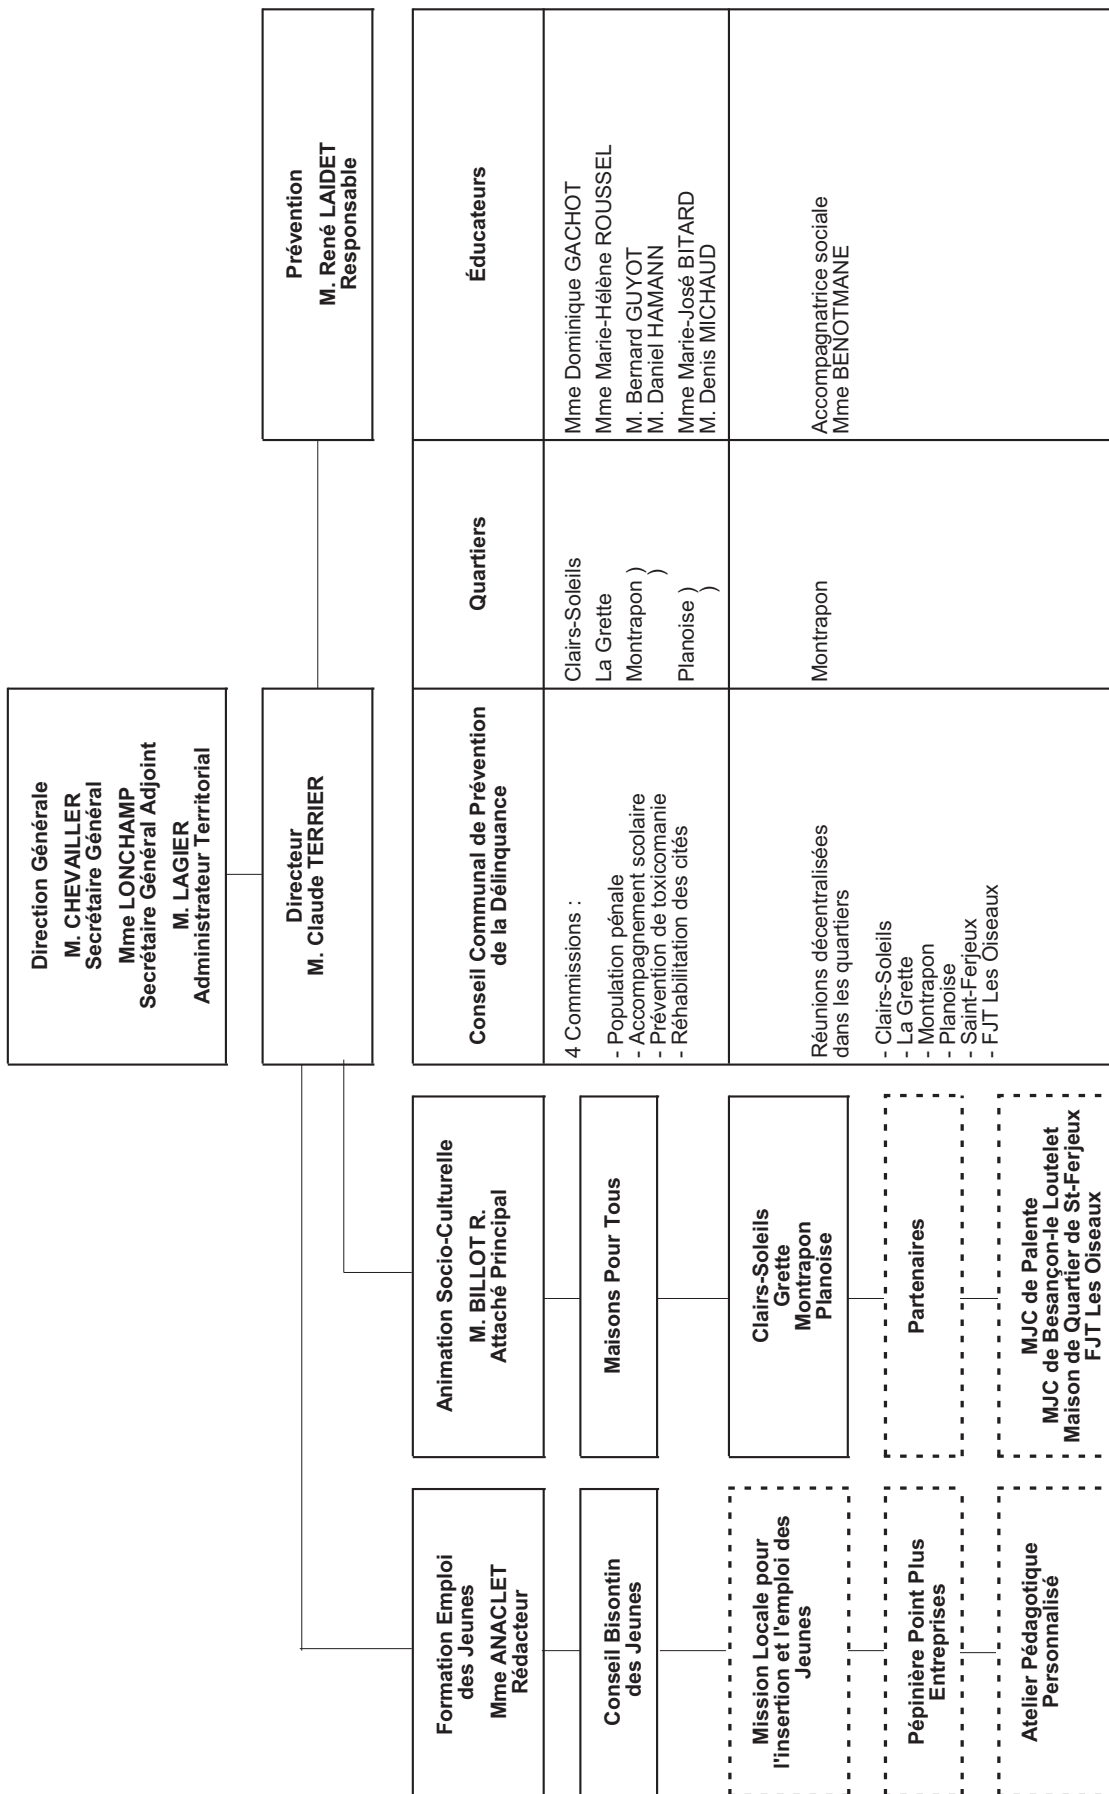 Direction Générale
M. CHEVAILLER
Secrétaire Général
Mme LONCHAMP
Secrétaire Général Adjoint
M. LAGIER
Administrateur Territorial
Directeur
M. Claude TERRIER
Prévention
M. René LAIDET
Responsable
Formation Emploi
des Jeunes
Mme ANACLET
Rédacteur
Conseil Bisontin
des Jeunes
Mission Locale pour
l'insertion et l'emploi des
Jeunes
Pépinière Point Plus
Entreprises
Atelier Pédagotique
Personnalisé
Animation Socio-Culturelle
M. BILLOT R.
Attaché Principal
Maisons Pour Tous
Clairs-Soleils
Grette
Montrapon
Planoise
Partenaires
MJC de Palente
MJC de Besançon-le Loutelet
Maison de Quartier de St-Ferjeux
FJT Les Oiseaux
Conseil Communal de Prévention
de la Délinquance
4 Commissions :
- Population pénale
- Accompagnement scolaire
- Prévention de toxicomanie
- Réhabilitation des cités
Réunions décentralisées
dans les quartiers
- Clairs-Soleils
- La Grette
- Montrapon
- Planoise
- Saint-Ferjeux
- FJT Les Oiseaux
Quartiers
Clairs-Soleils
La Grette
Montrapon )
)
Planoise )
)
Montrapon
Éducateurs
Mme Dominique GACHOT
Mme Marie-Hélène ROUSSEL
M. Bernard GUYOT
M. Daniel HAMANN
Mme Marie-José BITARD
M. Denis MICHAUD
Accompagnatrice sociale
Mme BENOTMANE